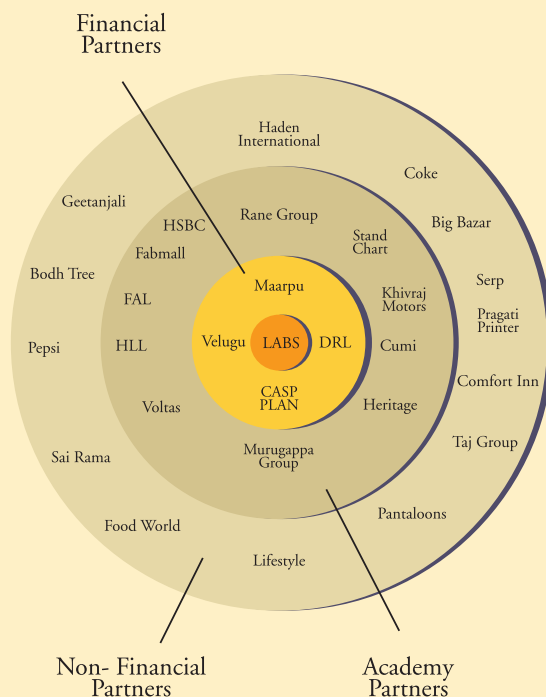 Financial
Partners
Haden
International
Coke
Geetanjali
Rane Group
HSBC
Big Bazar
Stand
Chart
Fabmall
Bodh Tree
Maarpu
Serp
FAL
Khivraj
Motors
Pragati
Printer
Pepsi
HLL
Velugu
LABS
DRL
Cumi
Comfort Inn
CASP
PLAN
Voltas
Heritage
Taj Group
Sai Rama
Murugappa
Group
Food World
Pantaloons
Lifestyle
Non- Financial
Partners
Academy
Partners